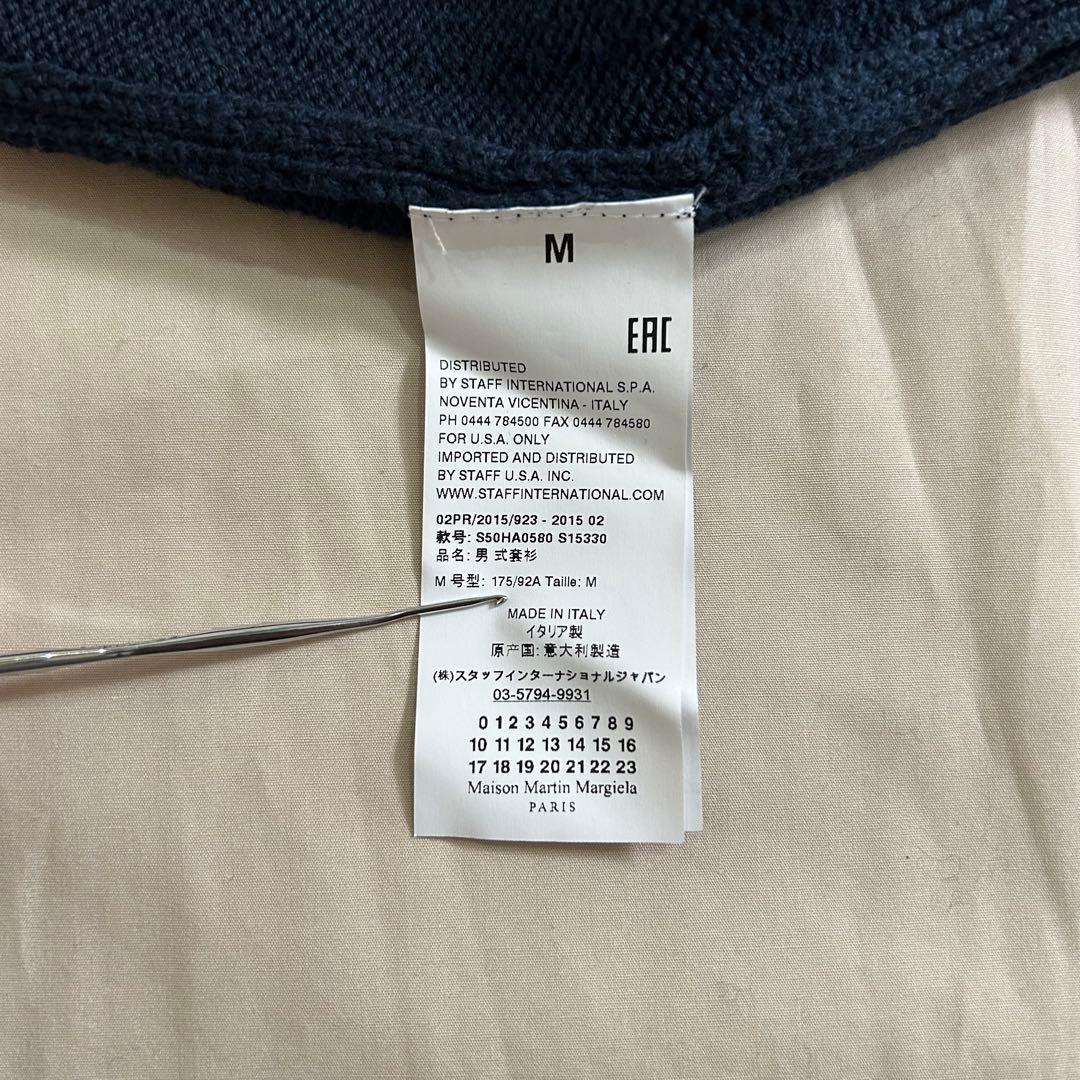 M
EAC
DISTRIBUTED
BY STAFF INTERNATIONAL S.P.A.
NOVENTA VICENTINA - ITALY
PH 0444 784500 FAX 0444 784580
FOR U.S.A. ONLY
IMPORTED AND DISTRIBUTED
BY STAFF U.S.A. INC.
WWW.STAFFINTERNATIONAL.COM
02PR/2015/923 - 2015 02
款号: S50HA0580 S15330
品名: 男 式套衫
M 号型: 175/92A Taille: M
MADE IN ITALY
イタリア製
原产国: 意大利製造
(株)スタッフインターナショナルジャパン
03-5794-9931
0 1 2 3 4 5 6 7 8 9
10 11 12 13 14 15 16
17 18 19 20 21 22 23
Maison Martin Margiela
PARIS